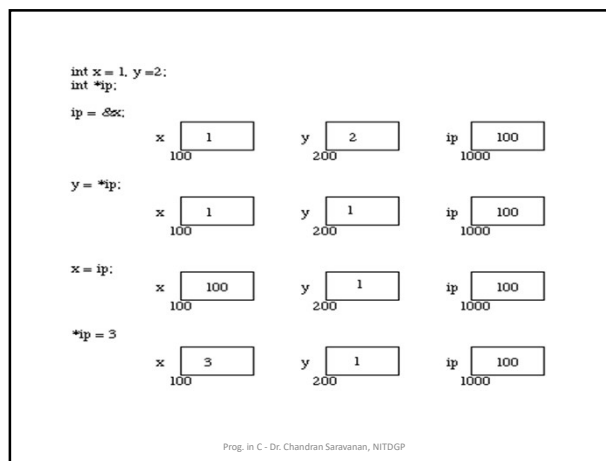 int x = 1, y =2;
int *ip;
ip = &x;
x 1 y 2 ip 100
100 200 1000
y = *ip;
x 1 y 1 ip 100
100 200 1000
x = ip;
x 100 y 1 ip 100
100 200 1000
*ip = 3
x 3 y 1 ip 100
100 200 1000
Prog. in C - Dr. Chandran Saravanan, NITDGP